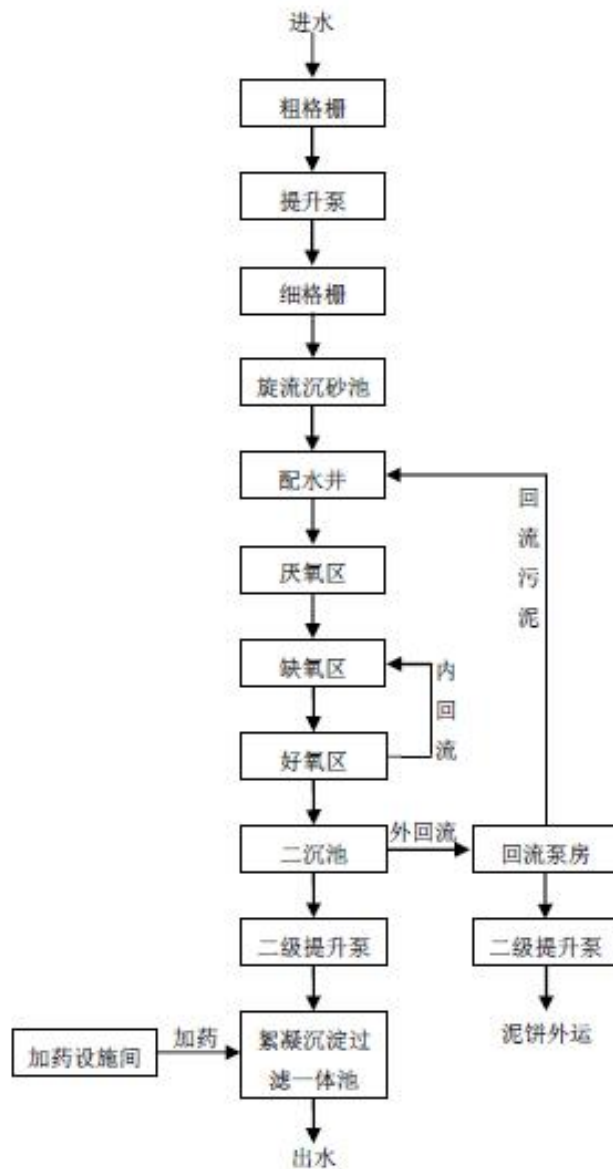 进水
粗格栅
提升泵
细格栅
旋流沉砂池
配水井
回流污泥
厌氧区
缺氧区
内回流
好氧区
二沉池
外回流
回流泵房
二级提升泵
二级提升泵
泥饼外运
加药设施间
加药
絮凝沉淀过
滤一体池
出水